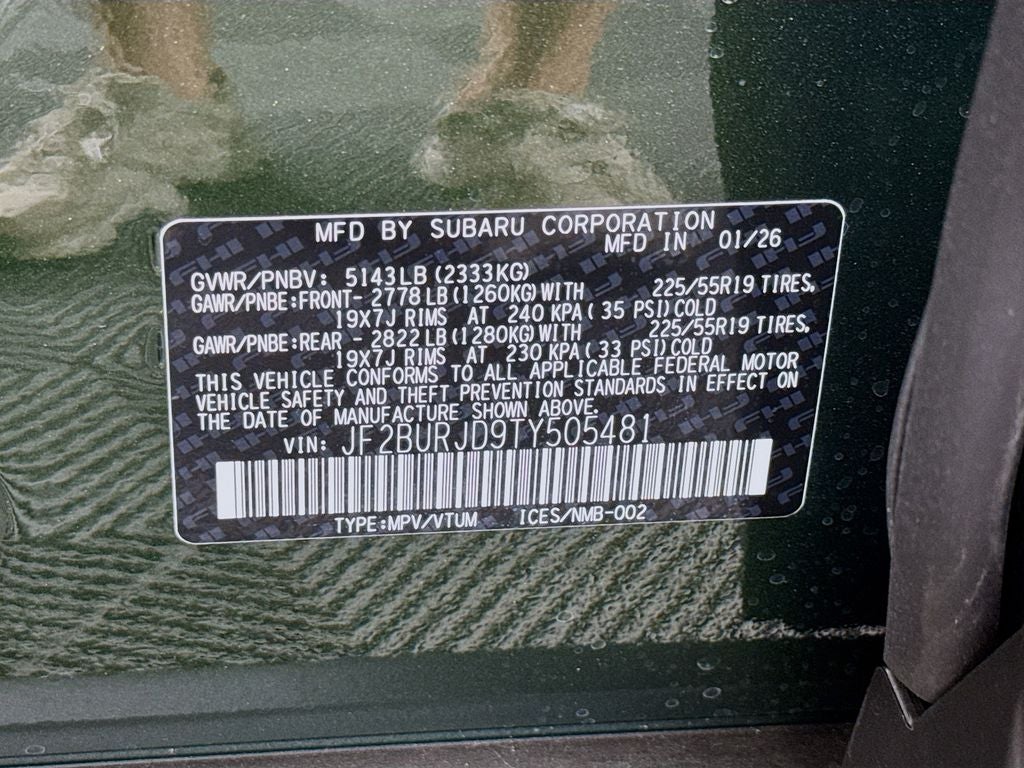 MFD BY SUBARU CORPORATION
MFD IN 01/26
GVWR/PNBV: 5143LB (2333KG)
GAWR/PNBE:FRONT- 2778 LB(1260KG)WITH 225/55R19 TIRES,
19X7J RIMS AT 240 KPA( 35 PSI)COLD
GAWR/PNBE:REAR - 2822 LB(1280KG)WITH 225/55R19 TIRES,
19X7J RIMS AT 230 KPA( 33 PSI)COLD
THIS VEHICLE CONFORMS TO ALL APPLICABLE FEDERAL MOTOR
VEHICLE SAFETY AND THEFT PREVENTION STANDARDS IN EFFECT ON
THE DATE OF MANUFACTURE SHOWN ABOVE.
VIN: JF2BURJD9TY505481
TYPE:MPV/VTUM ICES/NMB-002